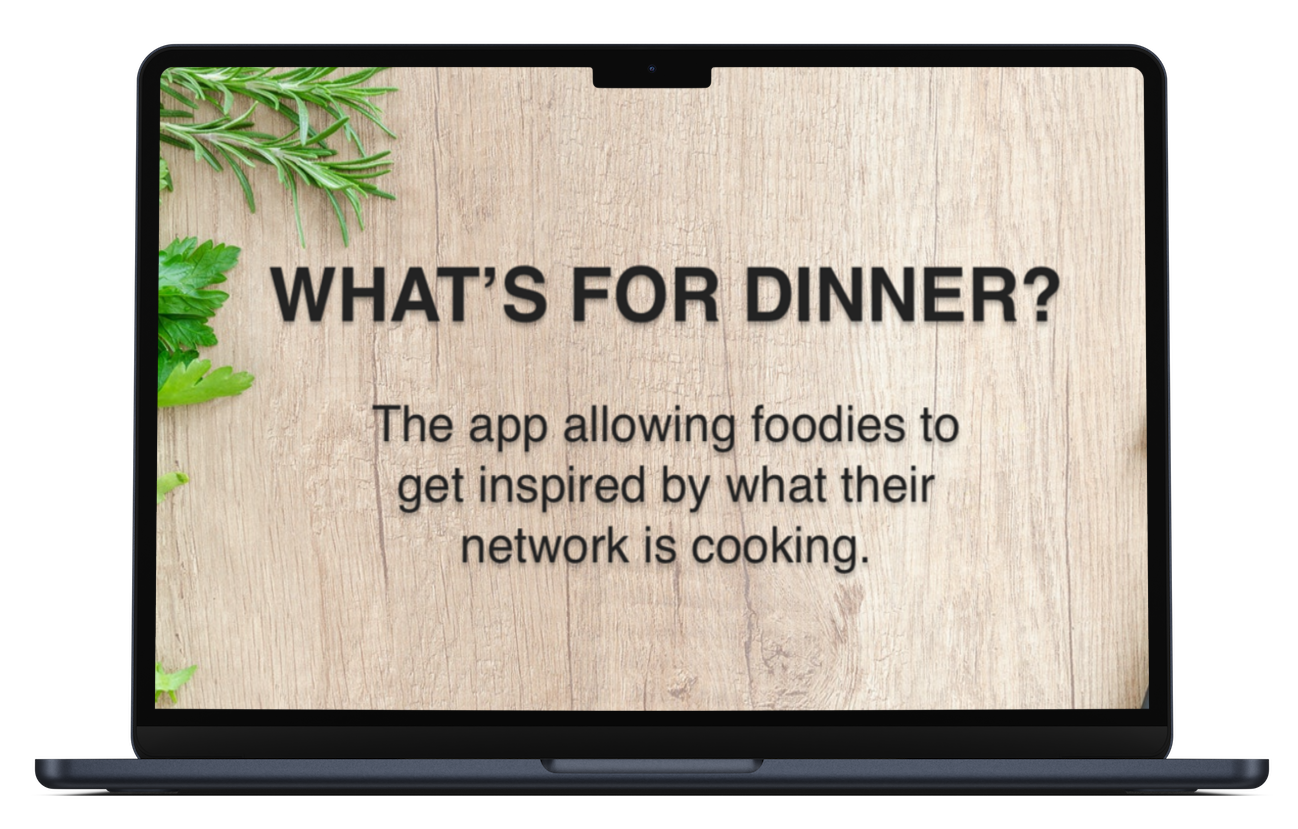 WHAT’S FOR DINNER?
The app allowing foodies to
get inspired by what their
network is cooking.